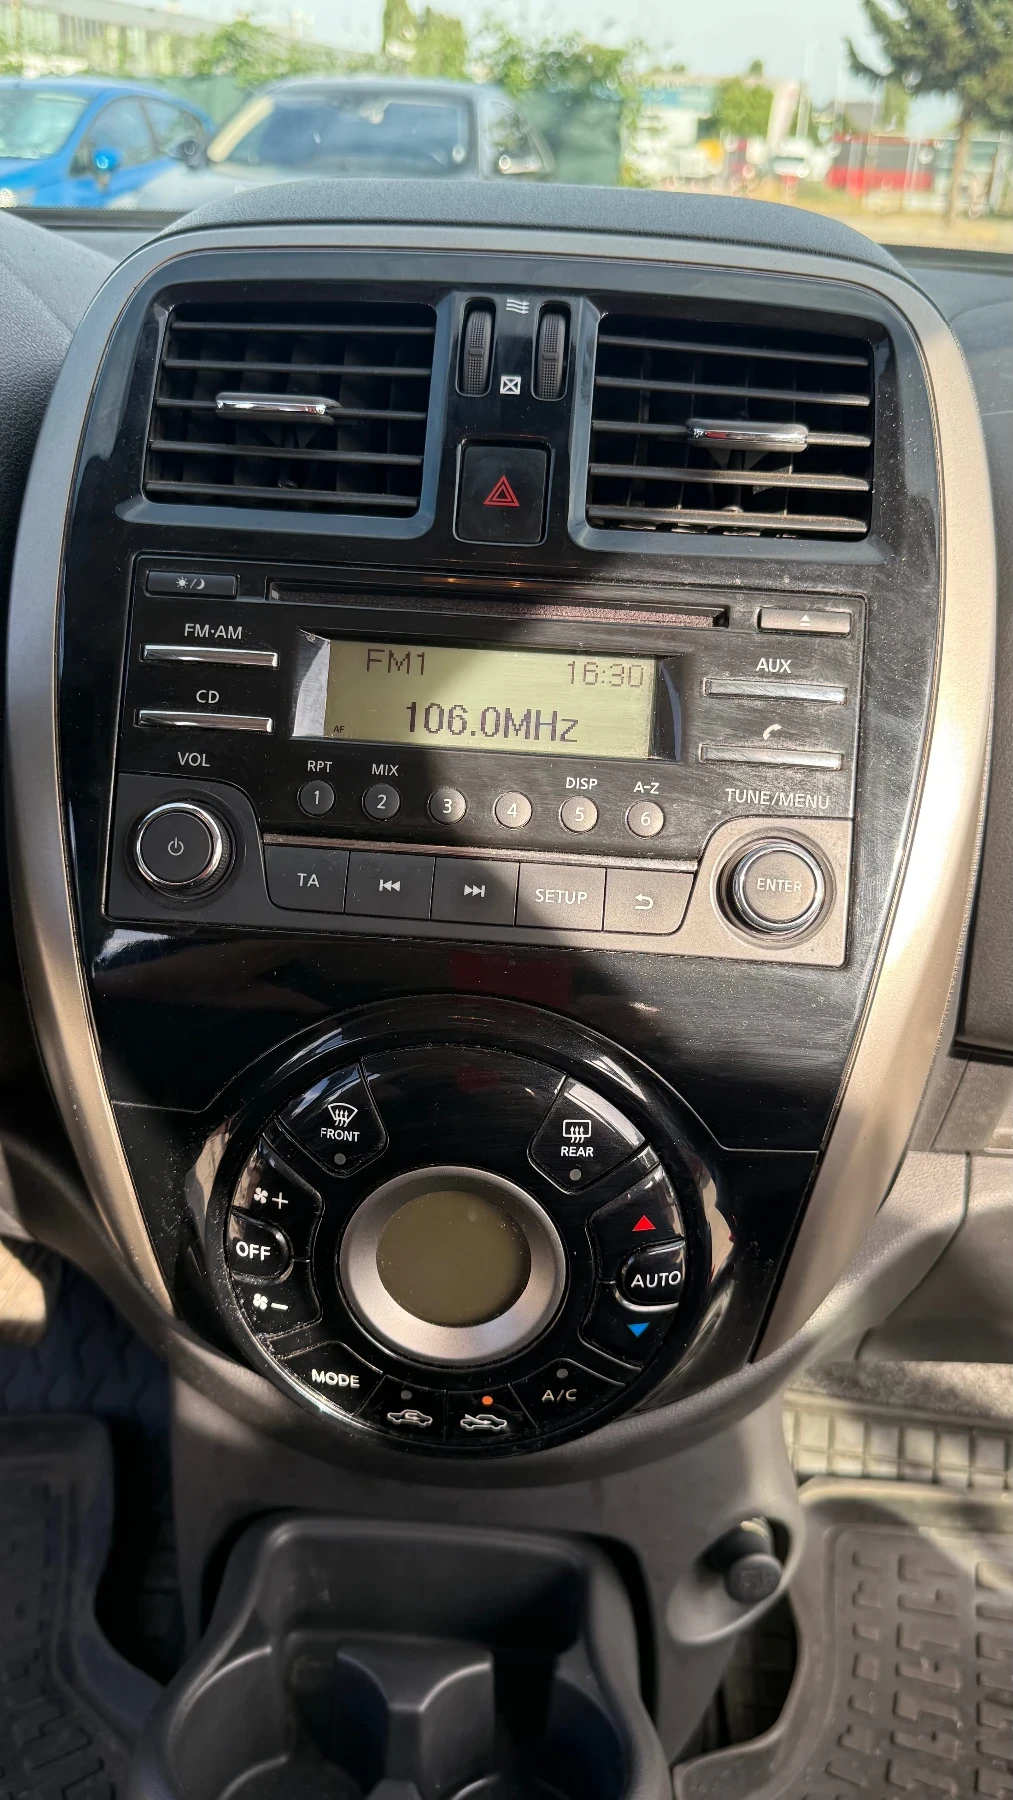 FM·AM
CD
VOL
FM1 16:30
AF
106.0MHz
AUX
TUNE/MENU
RPT MIX DISP A-Z
1 2 3 4 5 6
TA SETUP
ENTER
FRONT
REAR
+
OFF
AUTO
−
MODE
A/C